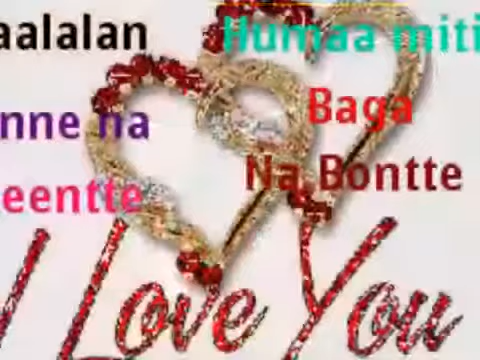 aalalan
Humaa miti
nne na
Baga
eentte
Na Bontte
I Love You